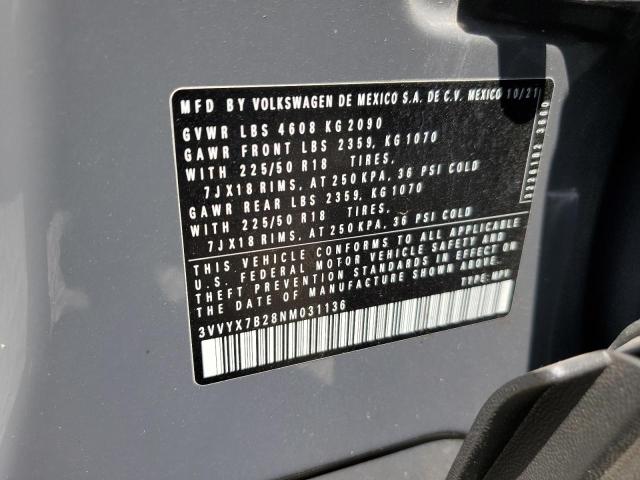 MFD BY VOLKSWAGEN DE MEXICO S.A. DE C.V. MEXICO 10/21
GVWR LBS 4608 KG 2090
GAWR FRONT LBS 2359, KG 1070
WITH 225/50 R18 TIRES,
7JX18 RIMS, AT 250 KPA, 36 PSI COLD
GAWR REAR LBS 2359, KG 1070
WITH 225/50 R18 TIRES,
7JX18 RIMS, AT 250 KPA, 36 PSI COLD
THIS VEHICLE CONFORMS TO ALL APPLICABLE
U.S. FEDERAL MOTOR VEHICLE SAFETY AND
THEFT PREVENTION STANDARDS IN EFFECT ON
THE DATE OF MANUFACTURE SHOWN ABOVE.
TYPE: MPV
3VVYX7B28NM031136